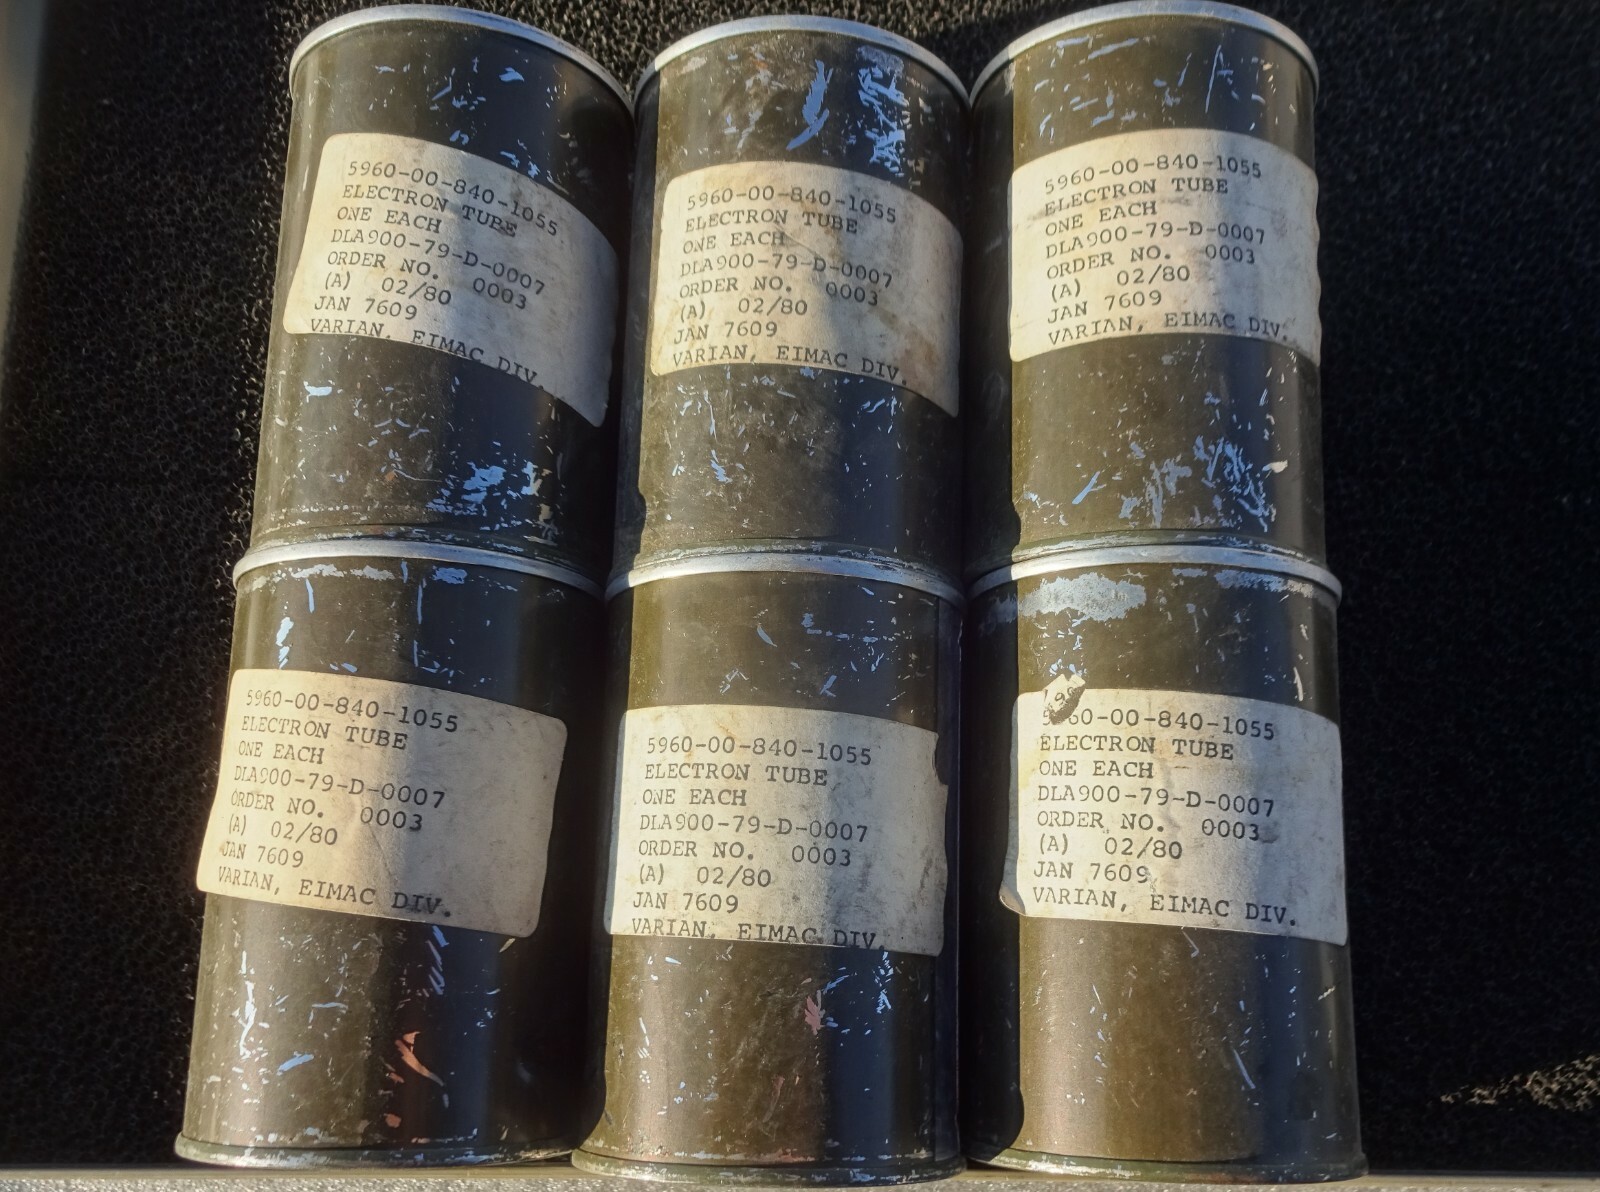 5960-00-840-1055
ELECTRON TUBE
ONE EACH
DLA900-79-D-0007
ORDER NO. 0003
(A) 02/80
JAN 7609
VARIAN, EIMAC DIV.
5960-00-840-1055
ELECTRON TUBE
ONE EACH
DLA900-79-D-0007
ORDER NO. 0003
(A) 02/80
JAN 7609
VARIAN, EIMAC DIV.
5960-00-840-1055
ELECTRON TUBE
ONE EACH
DLA900-79-D-0007
ORDER NO. 0003
(A) 02/80
JAN 7609
VARIAN, EIMAC DIV.
5960-00-840-1055
ELECTRON TUBE
ONE EACH
DLA900-79-D-0007
ORDER NO. 0003
(A) 02/80
JAN 7609
VARIAN, EIMAC DIV.
5960-00-840-1055
ELECTRON TUBE
ONE EACH
DLA900-79-D-0007
ORDER NO. 0003
(A) 02/80
JAN 7609
VARIAN, EIMAC DIV.
5960-00-840-1055
ELECTRON TUBE
ONE EACH
DLA900-79-D-0007
ORDER NO. 0003
(A) 02/80
JAN 7609
VARIAN, EIMAC DIV.